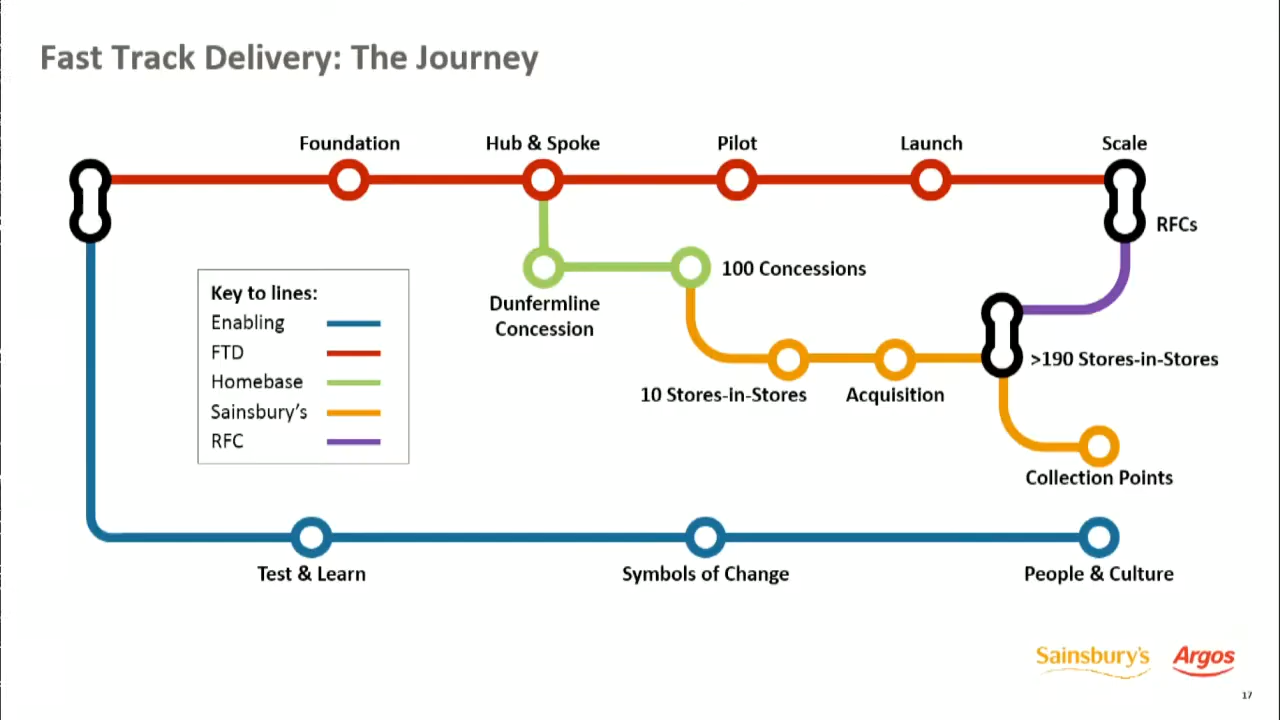 Fast Track Delivery: The Journey
Foundation
Hub & Spoke
Pilot
Launch
Scale
RFCs
100 Concessions
Dunfermline
Concession
Key to lines:
Enabling
FTD
Homebase
Sainsbury's
RFC
>190 Stores-in-Stores
10 Stores-in-Stores
Acquisition
Collection Points
Test & Learn
Symbols of Change
People & Culture
Sainsbury's
Argos
17